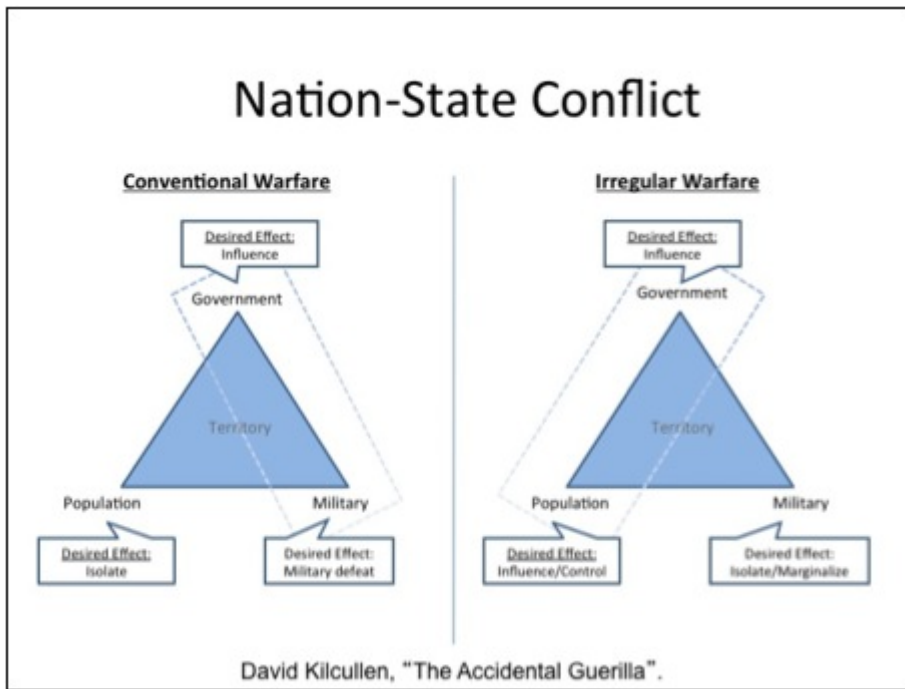 Nation-State Conflict
Conventional Warfare
Desired Effect:
Influence
Government
Territory
Population
Military
Desired Effect:
Isolate
Desired Effect:
Military defeat
Irregular Warfare
Desired Effect:
Influence
Government
Territory
Population
Military
Desired Effect:
Influence/Control
Desired Effect:
Isolate/Marginalize
David Kilcullen, “The Accidental Guerilla”.